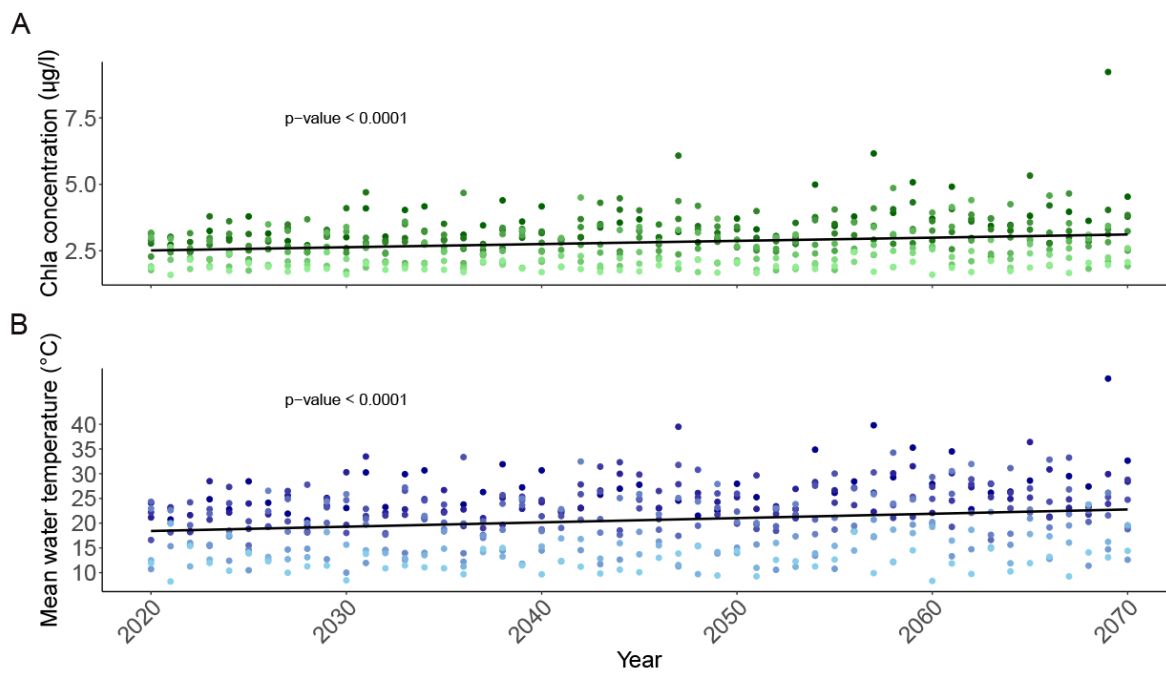 A
Chla concentration (µg/l)
7.5
5.0
2.5
p−value < 0.0001
B
Mean water temperature (°C)
40
35
30
25
20
15
10
p−value < 0.0001
2020
2030
2040
2050
2060
2070
Year